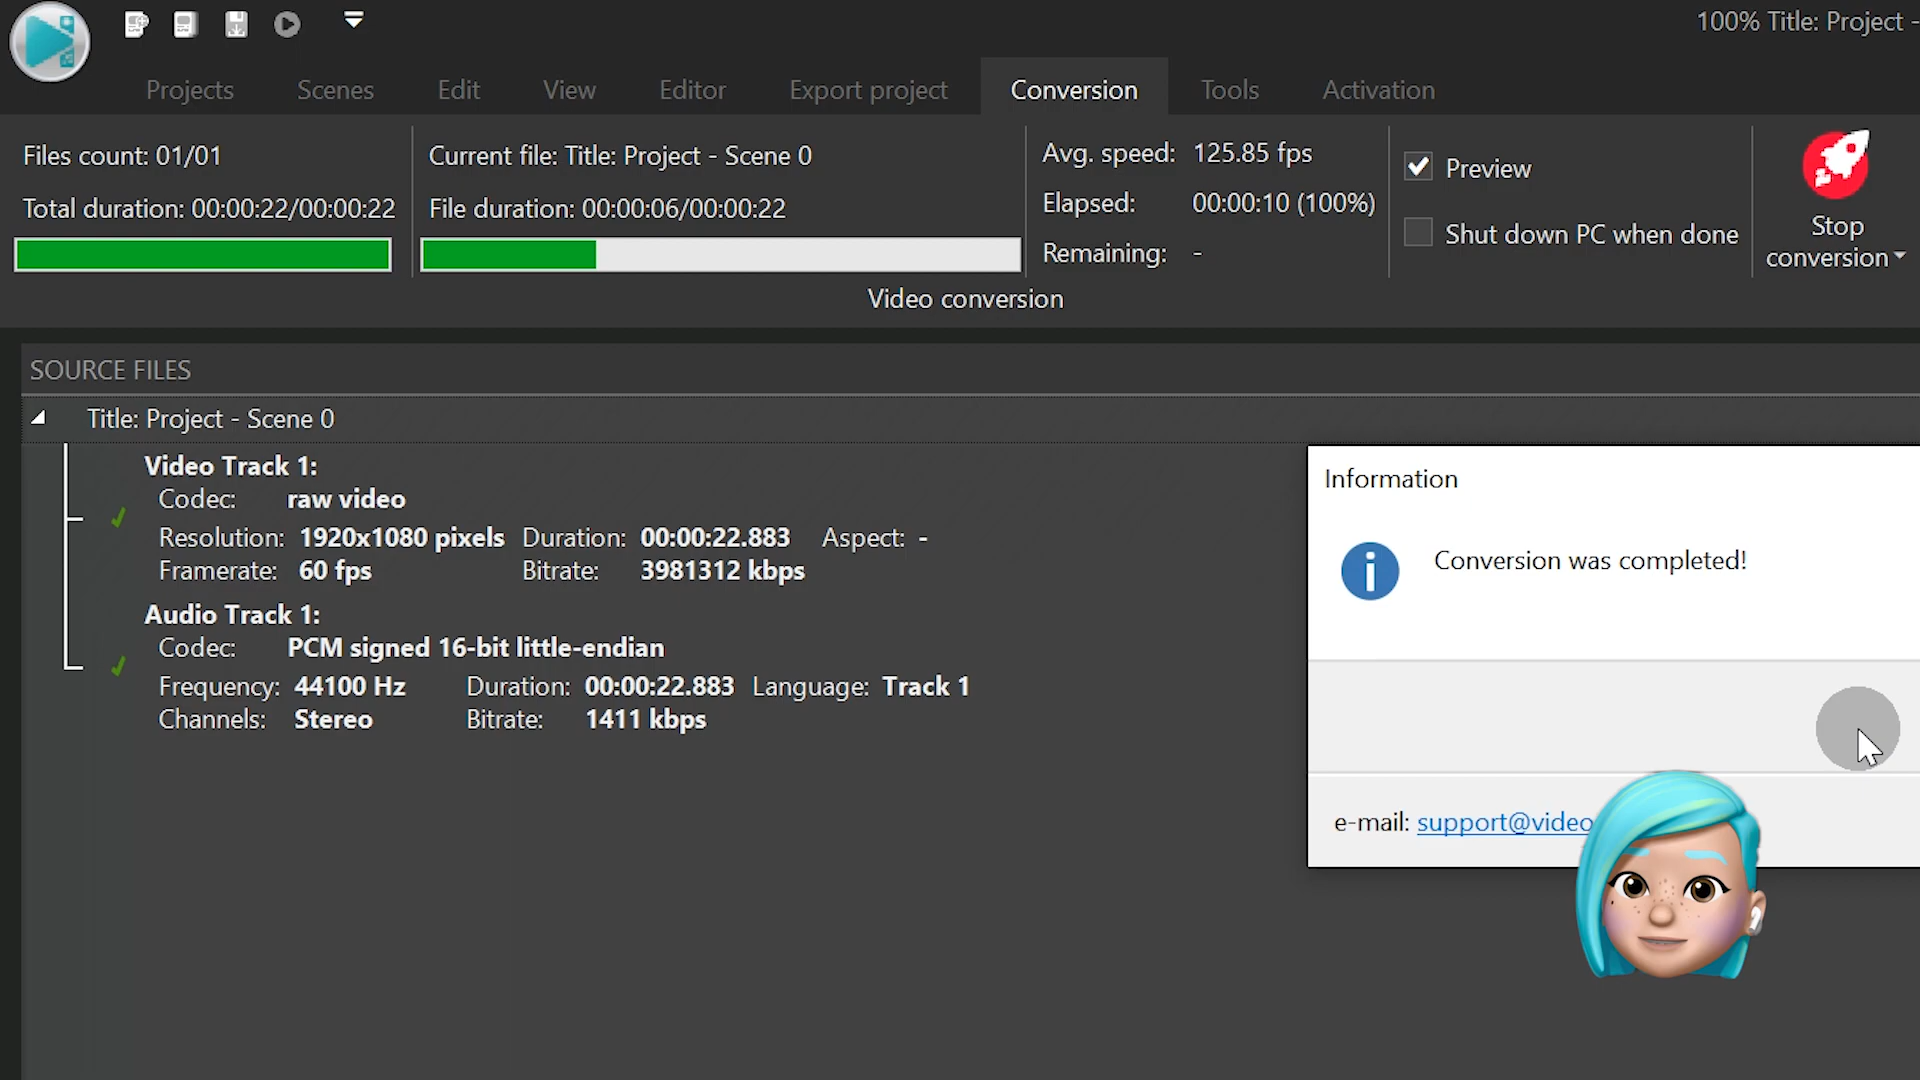 100% Title: Project -
Projects Scenes Edit View Editor Export project Conversion Tools Activation
Files count: 01/01
Total duration: 00:00:22/00:00:22
Current file: Title: Project - Scene 0
File duration: 00:00:06/00:00:22
Avg. speed: 125.85 fps
Elapsed: 00:00:10 (100%)
Remaining: -
Preview
Shut down PC when done
Stop
conversion
Video conversion
SOURCE FILES
Title: Project - Scene 0
Video Track 1:
Codec: raw video
Resolution: 1920x1080 pixels Duration: 00:00:22.883 Aspect: -
Framerate: 60 fps Bitrate: 3981312 kbps
Audio Track 1:
Codec: PCM signed 16-bit little-endian
Frequency: 44100 Hz Duration: 00:00:22.883 Language: Track 1
Channels: Stereo Bitrate: 1411 kbps
Information
Conversion was completed!
e-mail: support@video